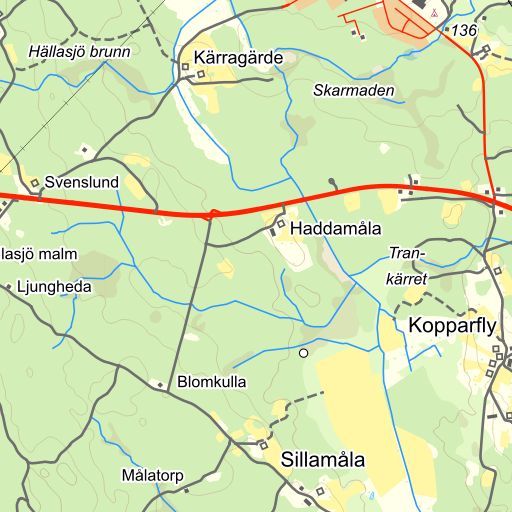 136
Hällasjö brunn
Kärragärde
Skarmaden
Svenslund
Haddamåla
lasjö malm
Tran-
kärret
Ljungheda
Kopparfly
Blomkulla
Sillamåla
Målatorp